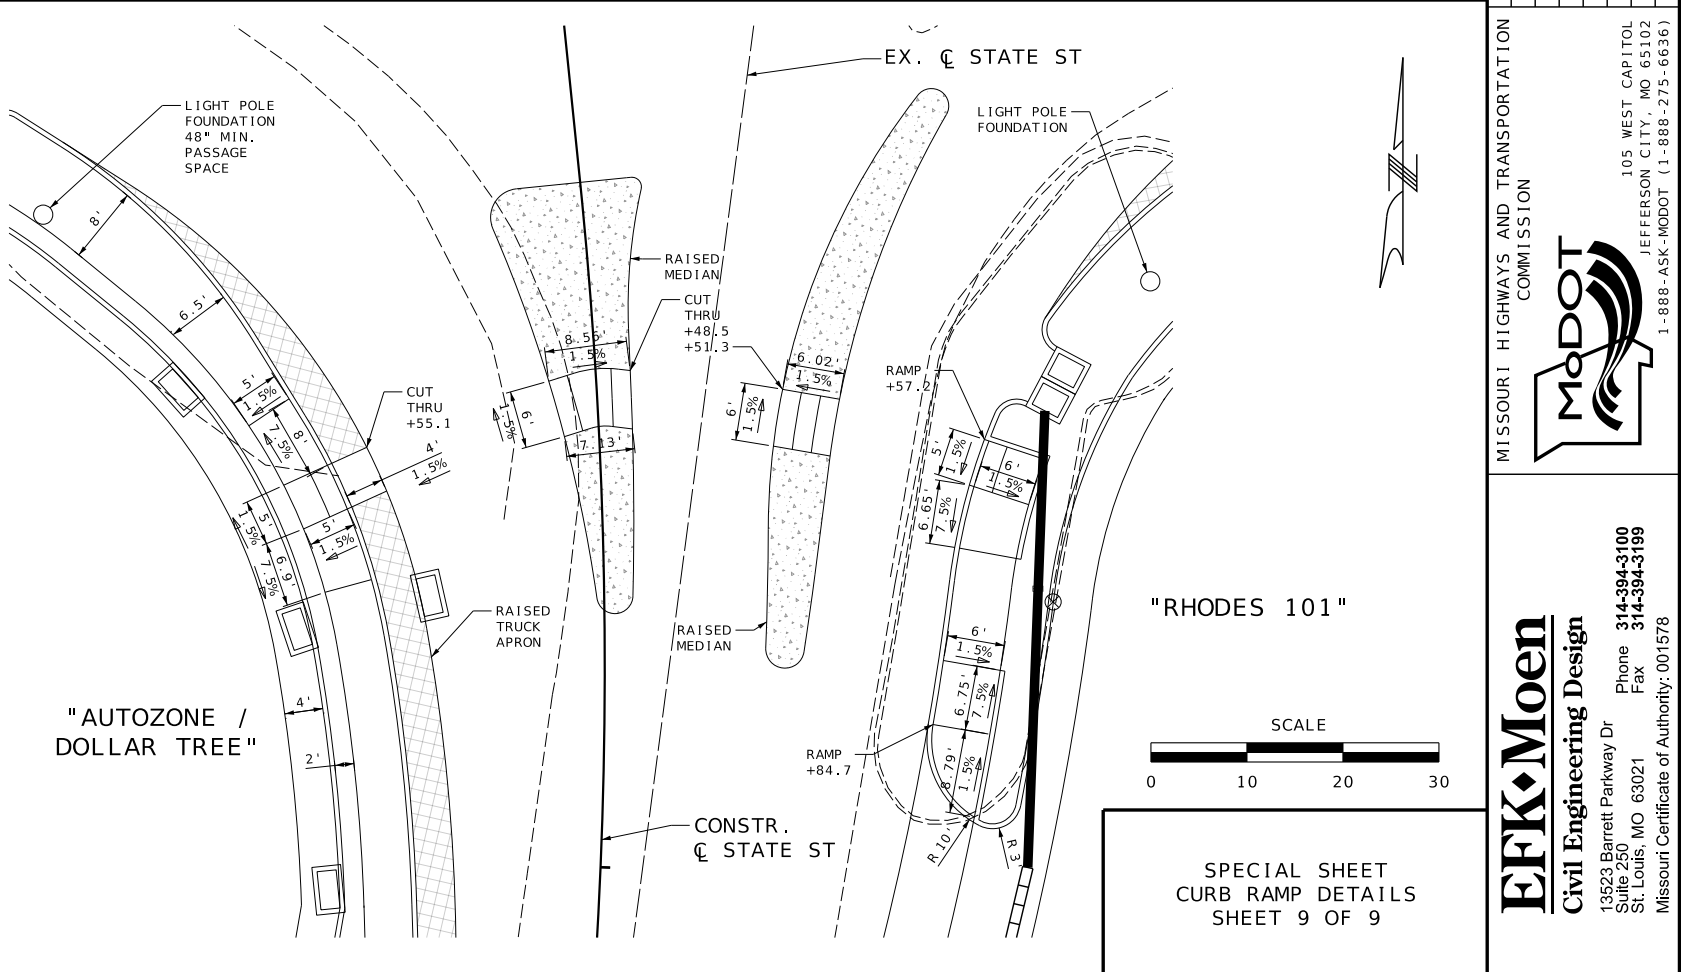 EX. ℄ STATE ST
LIGHT POLE
FOUNDATION
48" MIN.
PASSAGE
SPACE
LIGHT POLE
FOUNDATION
8'
6.5'
RAISED
MEDIAN
CUT
THRU
+48.5
+51.3
8.56'
1.5%
6.02'
1.5%
RAMP
+57.2
5'
1.5%
CUT
THRU
+55.1
6'
1.5%
6'
1.5%
7.13'
8'
7.5%
4'
1.5%
5'
1.5%
6'
1.5%
6.65'
7.5%
5'
1.5%
5'
1.5%
6.9'
7.5%
RAISED
TRUCK
APRON
RAISED
MEDIAN
"RHODES 101"
6'
1.5%
6.75'
7.5%
4'
2'
"AUTOZONE /
DOLLAR TREE"
RAMP
+84.7
8.79'
1.5%
R 10'
R 3'
CONSTR.
℄ STATE ST
SCALE
0 10 20 30
SPECIAL SHEET
CURB RAMP DETAILS
SHEET 9 OF 9
MISSOURI HIGHWAYS AND TRANSPORTATION
COMMISSION
MoDOT
105 WEST CAPITOL
JEFFERSON CITY, MO 65102
1-888-ASK-MODOT (1-888-275-6636)
EFK♦Moen
Civil Engineering Design
13523 Barrett Parkway Dr
Suite 250 Phone 314-394-3100
St. Louis, MO 63021 Fax 314-394-3199
Missouri Certificate of Authority: 001578